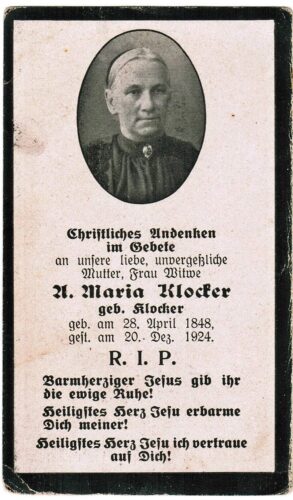 Christliches Andenken
im Gebete
an unsere liebe, unvergeßliche
Mutter, Frau Witwe
A. Maria Klocker
geb. Klocker
geb. am 28. April 1848,
gest. am 20. Dez. 1924.
R. I. P.
Barmherziger Jesus gib ihr
die ewige Ruhe!
Heiligstes Herz Jesu erbarme
Dich meiner!
Heiligstes Herz Jesu ich vertraue
auf Dich!